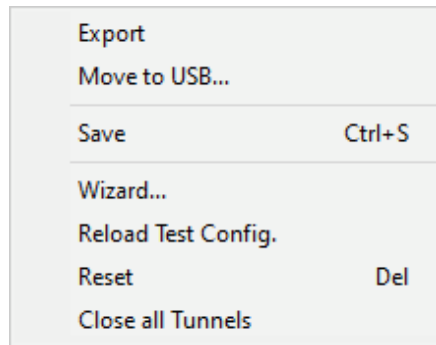 Export
Move to USB...
Save Ctrl+S
Wizard...
Reload Test Config.
Reset Del
Close all Tunnels